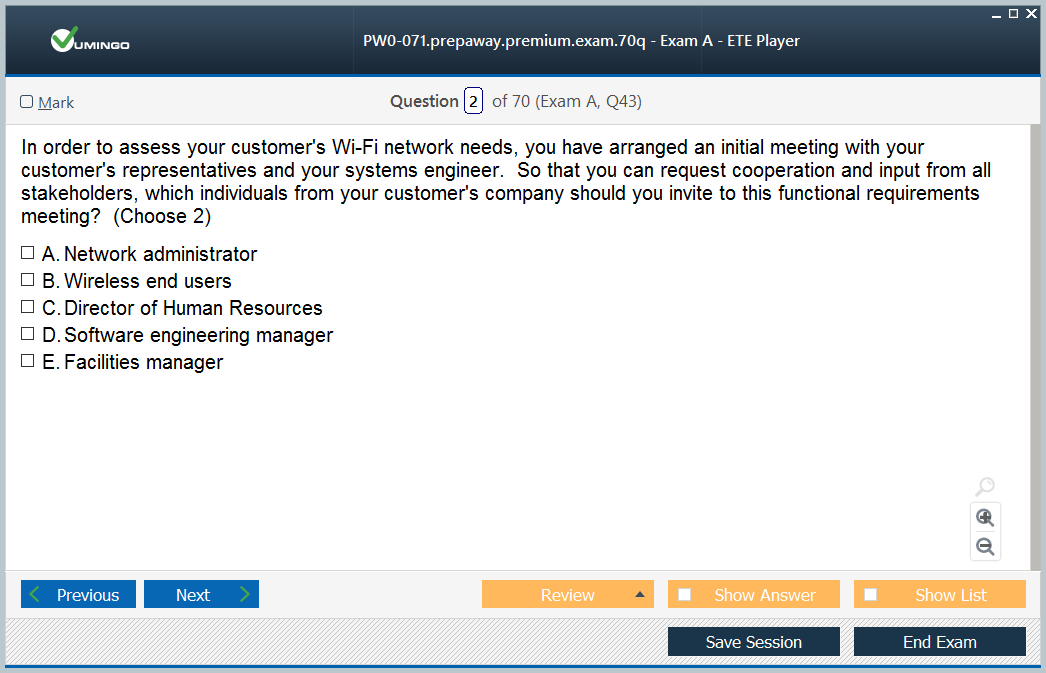 VUMINGO
PW0-071.prepaway.premium.exam.70q - Exam A - ETE Player
Mark
Question 2 of 70 (Exam A, Q43)
In order to assess your customer's Wi-Fi network needs, you have arranged an initial meeting with your
customer's representatives and your systems engineer.  So that you can request cooperation and input from all
stakeholders, which individuals from your customer's company should you invite to this functional requirements
meeting?  (Choose 2)
A. Network administrator
B. Wireless end users
C. Director of Human Resources
D. Software engineering manager
E. Facilities manager
Previous
Next
Review
Show Answer
Show List
Save Session
End Exam